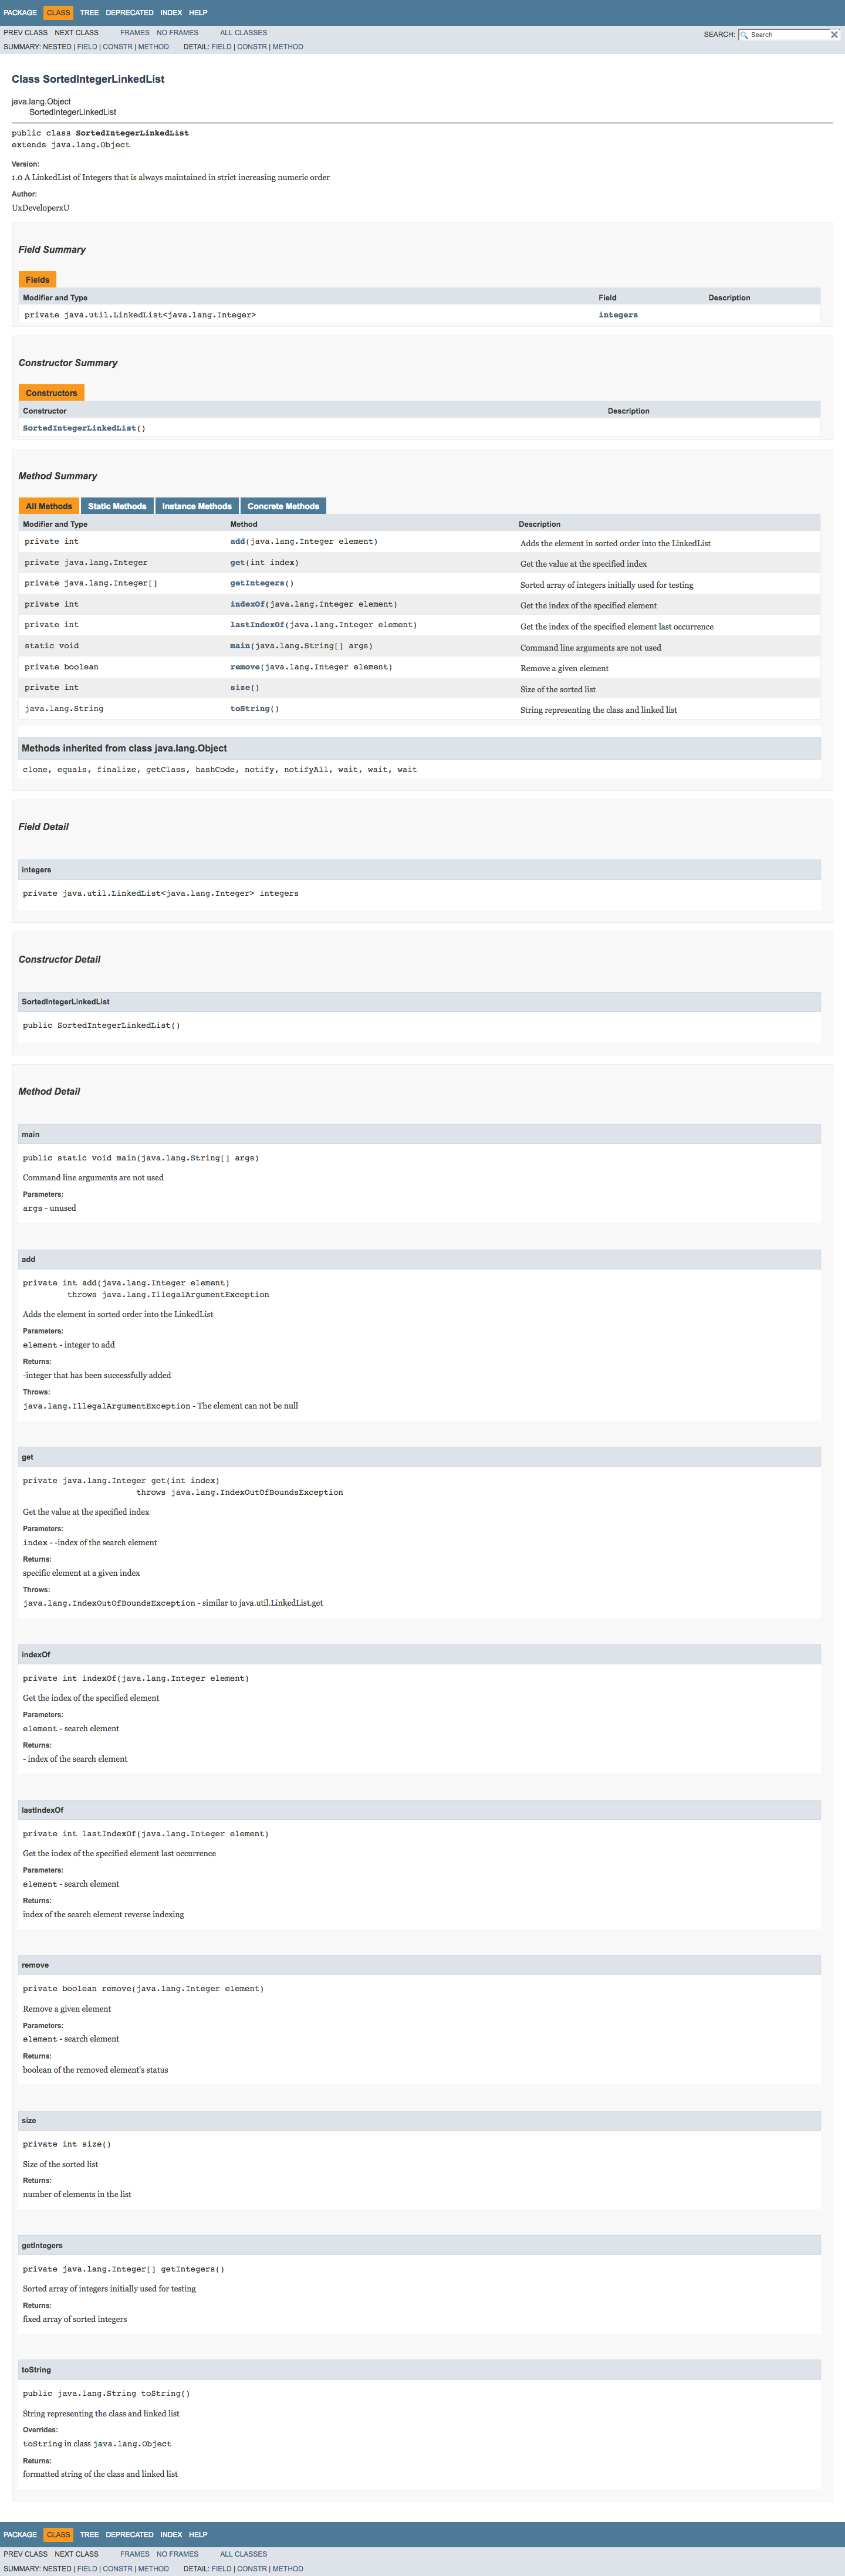 PACKAGE CLASS TREE DEPRECATED INDEX HELP
PREV CLASS NEXT CLASS FRAMES NO FRAMES ALL CLASSES
SEARCH: Search
SUMMARY: NESTED | FIELD | CONSTR | METHOD DETAIL: FIELD | CONSTR | METHOD
Class SortedIntegerLinkedList
java.lang.Object
SortedIntegerLinkedList
public class SortedIntegerLinkedList
extends java.lang.Object
Version:
1.0 A LinkedList of Integers that is always maintained in strict increasing numeric order
Author:
UxDeveloperxU
Field Summary
Fields
Modifier and Type Field Description
private java.util.LinkedList<java.lang.Integer> integers
Constructor Summary
Constructors
Constructor Description
SortedIntegerLinkedList()
Method Summary
All Methods Static Methods Instance Methods Concrete Methods
Modifier and Type Method Description
private int add(java.lang.Integer element) Adds the element in sorted order into the LinkedList
private java.lang.Integer get(int index) Get the value at the specified index
private java.lang.Integer[] getIntegers() Sorted array of integers initially used for testing
private int indexOf(java.lang.Integer element) Get the index of the specified element
private int lastIndexOf(java.lang.Integer element) Get the index of the specified element last occurrence
static void main(java.lang.String[] args) Command line arguments are not used
private boolean remove(java.lang.Integer element) Remove a given element
private int size() Size of the sorted list
java.lang.String toString() String representing the class and linked list
Methods inherited from class java.lang.Object
clone, equals, finalize, getClass, hashCode, notify, notifyAll, wait, wait, wait
Field Detail
integers
private java.util.LinkedList<java.lang.Integer> integers
Constructor Detail
SortedIntegerLinkedList
public SortedIntegerLinkedList()
Method Detail
main
public static void main(java.lang.String[] args)
Command line arguments are not used
Parameters:
args - unused
add
private int add(java.lang.Integer element)
throws java.lang.IllegalArgumentException
Adds the element in sorted order into the LinkedList
Parameters:
element - integer to add
Returns:
-integer that has been successfully added
Throws:
java.lang.IllegalArgumentException - The element can not be null
get
private java.lang.Integer get(int index)
throws java.lang.IndexOutOfBoundsException
Get the value at the specified index
Parameters:
index - -index of the search element
Returns:
specific element at a given index
Throws:
java.lang.IndexOutOfBoundsException - similar to java.util.LinkedList.get
indexOf
private int indexOf(java.lang.Integer element)
Get the index of the specified element
Parameters:
element - search element
Returns:
- index of the search element
lastIndexOf
private int lastIndexOf(java.lang.Integer element)
Get the index of the specified element last occurrence
Parameters:
element - search element
Returns:
index of the search element reverse indexing
remove
private boolean remove(java.lang.Integer element)
Remove a given element
Parameters:
element - search element
Returns:
boolean of the removed element's status
size
private int size()
Size of the sorted list
Returns:
number of elements in the list
getIntegers
private java.lang.Integer[] getIntegers()
Sorted array of integers initially used for testing
Returns:
fixed array of sorted integers
toString
public java.lang.String toString()
String representing the class and linked list
Overrides:
toString in class java.lang.Object
Returns:
formatted string of the class and linked list
PACKAGE CLASS TREE DEPRECATED INDEX HELP
PREV CLASS NEXT CLASS FRAMES NO FRAMES ALL CLASSES
SUMMARY: NESTED | FIELD | CONSTR | METHOD DETAIL: FIELD | CONSTR | METHOD